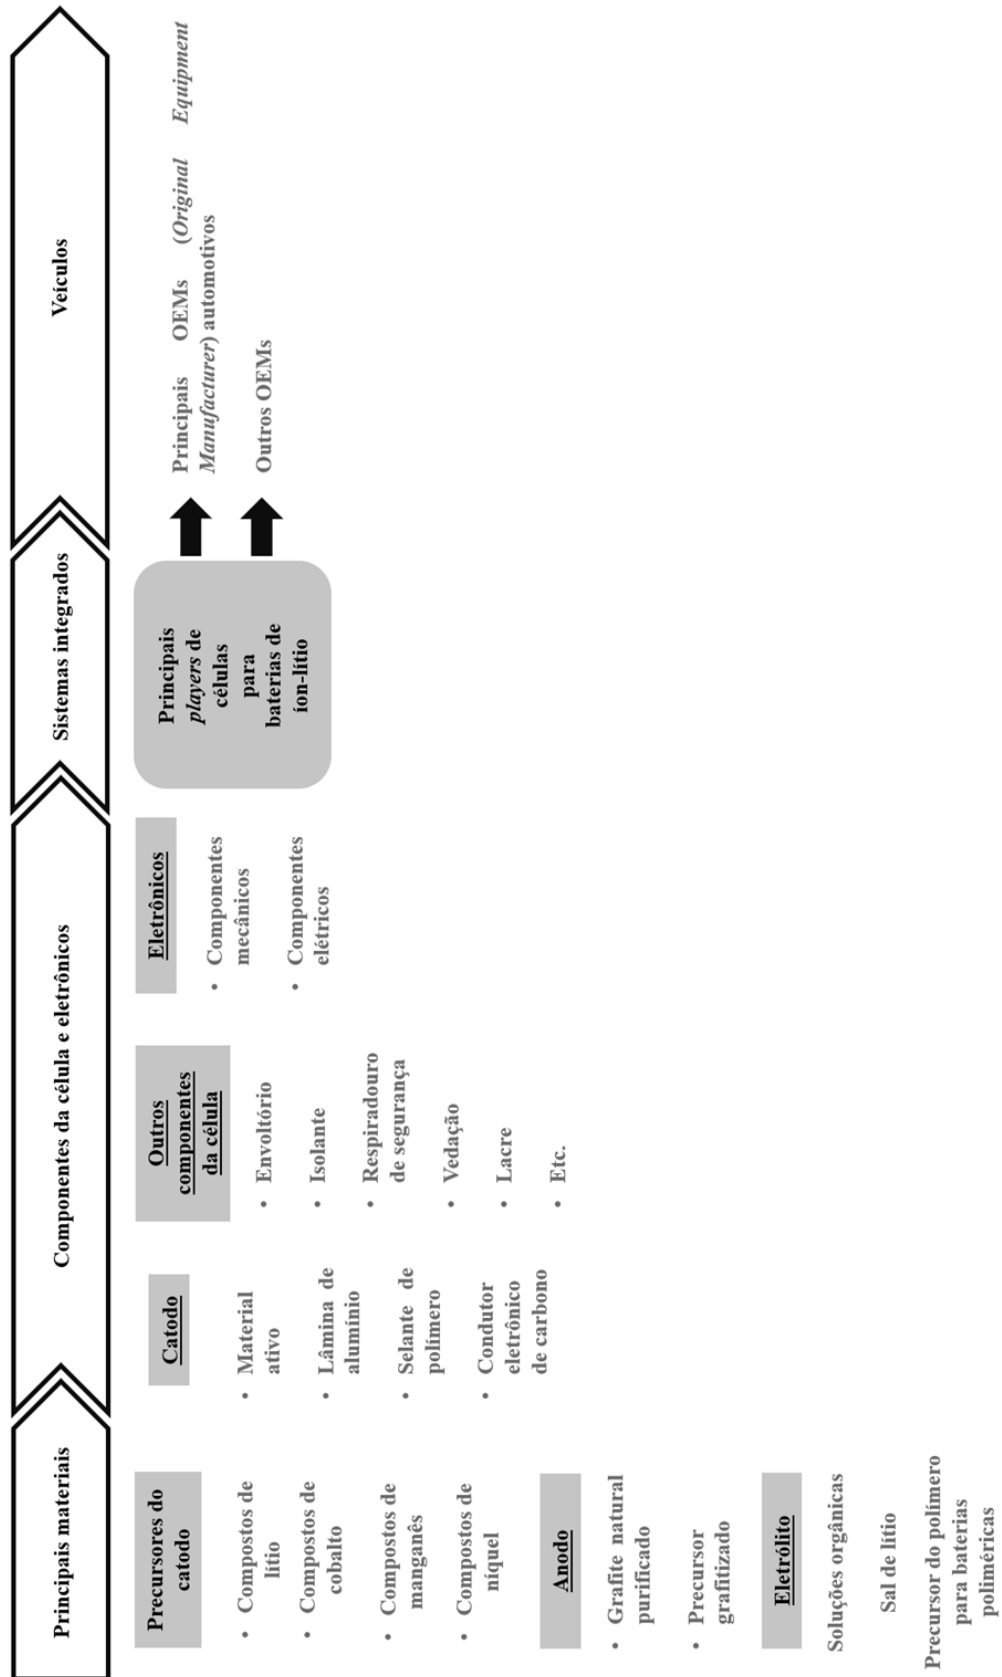 Principais materiais
Componentes da célula e eletrônicos
Sistemas integrados
Veículos
Precursores do
catodo
• Compostos de
lítio
• Compostos de
cobalto
• Compostos de
manganês
• Compostos de
níquel
Anodo
• Grafite natural
purificado
• Precursor
grafitizado
Eletrólito
Soluções orgânicas
Sal de lítio
Precursor do polímero
para baterias
poliméricas
Catodo
• Material
ativo
• Lâmina de
alumínio
• Selante de
polímero
• Condutor
eletrônico
de carbono
Outros
componentes
da célula
• Envoltório
• Isolante
• Respiradouro
de segurança
• Vedação
• Lacre
• Etc.
Eletrônicos
• Componentes
mecânicos
• Componentes
elétricos
Principais
players de
células
para
baterias de
íon-lítio
Principais OEMs (Original Equipment
Manufacturer) automotivos
Outros OEMs